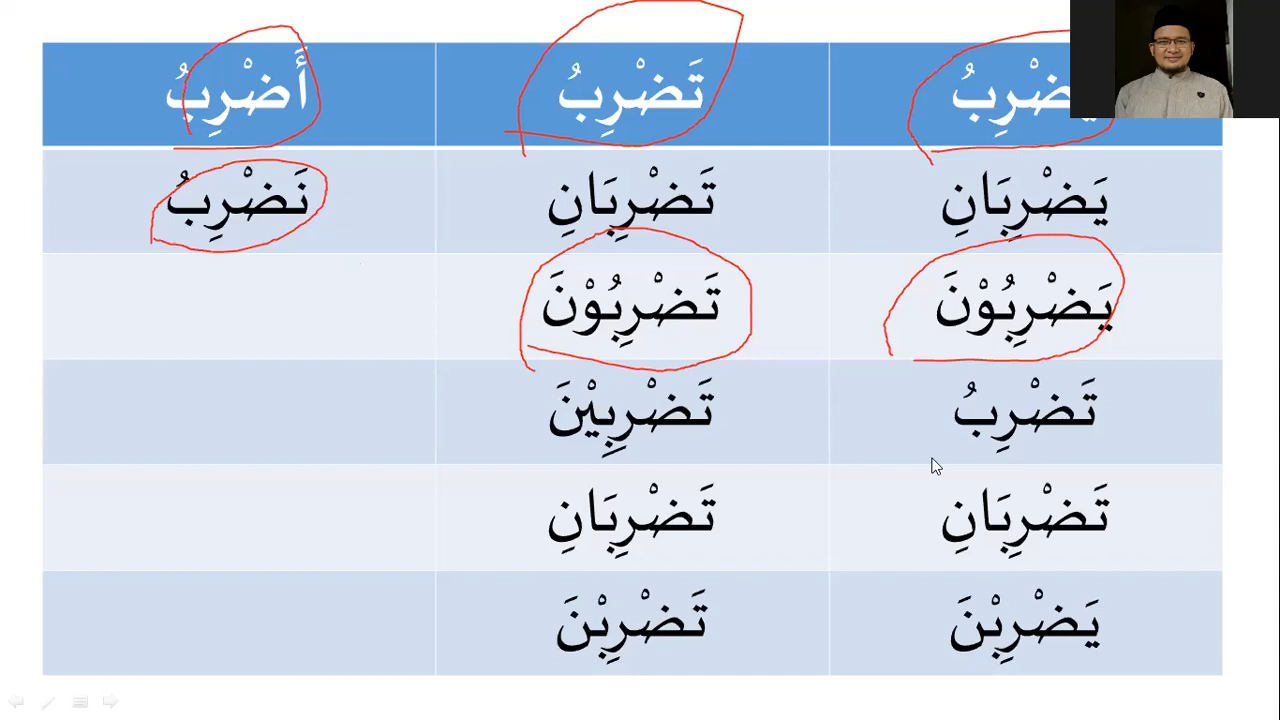 يَضْرِبُ تَضْرِبُ أَضْرِبُ
يَضْرِبَانِ تَضْرِبَانِ نَضْرِبُ
يَضْرِبُوْنَ تَضْرِبُوْنَ
تَضْرِبُ تَضْرِبِيْنَ
تَضْرِبَانِ تَضْرِبَانِ
يَضْرِبْنَ تَضْرِبْنَ